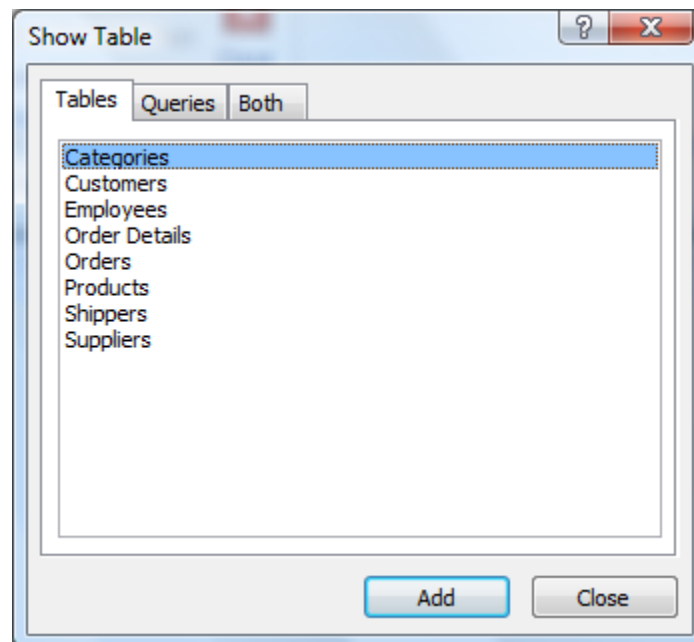 Show Table
?
X
Tables Queries Both
Categories
Customers
Employees
Order Details
Orders
Products
Shippers
Suppliers
Add Close